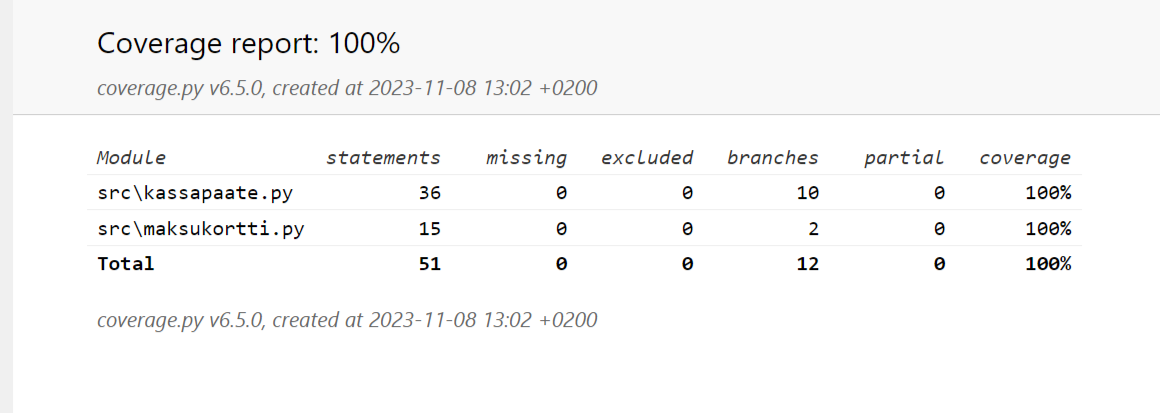 Coverage report: 100%
coverage.py v6.5.0, created at 2023-11-08 13:02 +0200
Module statements missing excluded branches partial coverage
src\kassapaate.py 36 0 0 10 0 100%
src\maksukortti.py 15 0 0 2 0 100%
Total 51 0 0 12 0 100%
coverage.py v6.5.0, created at 2023-11-08 13:02 +0200